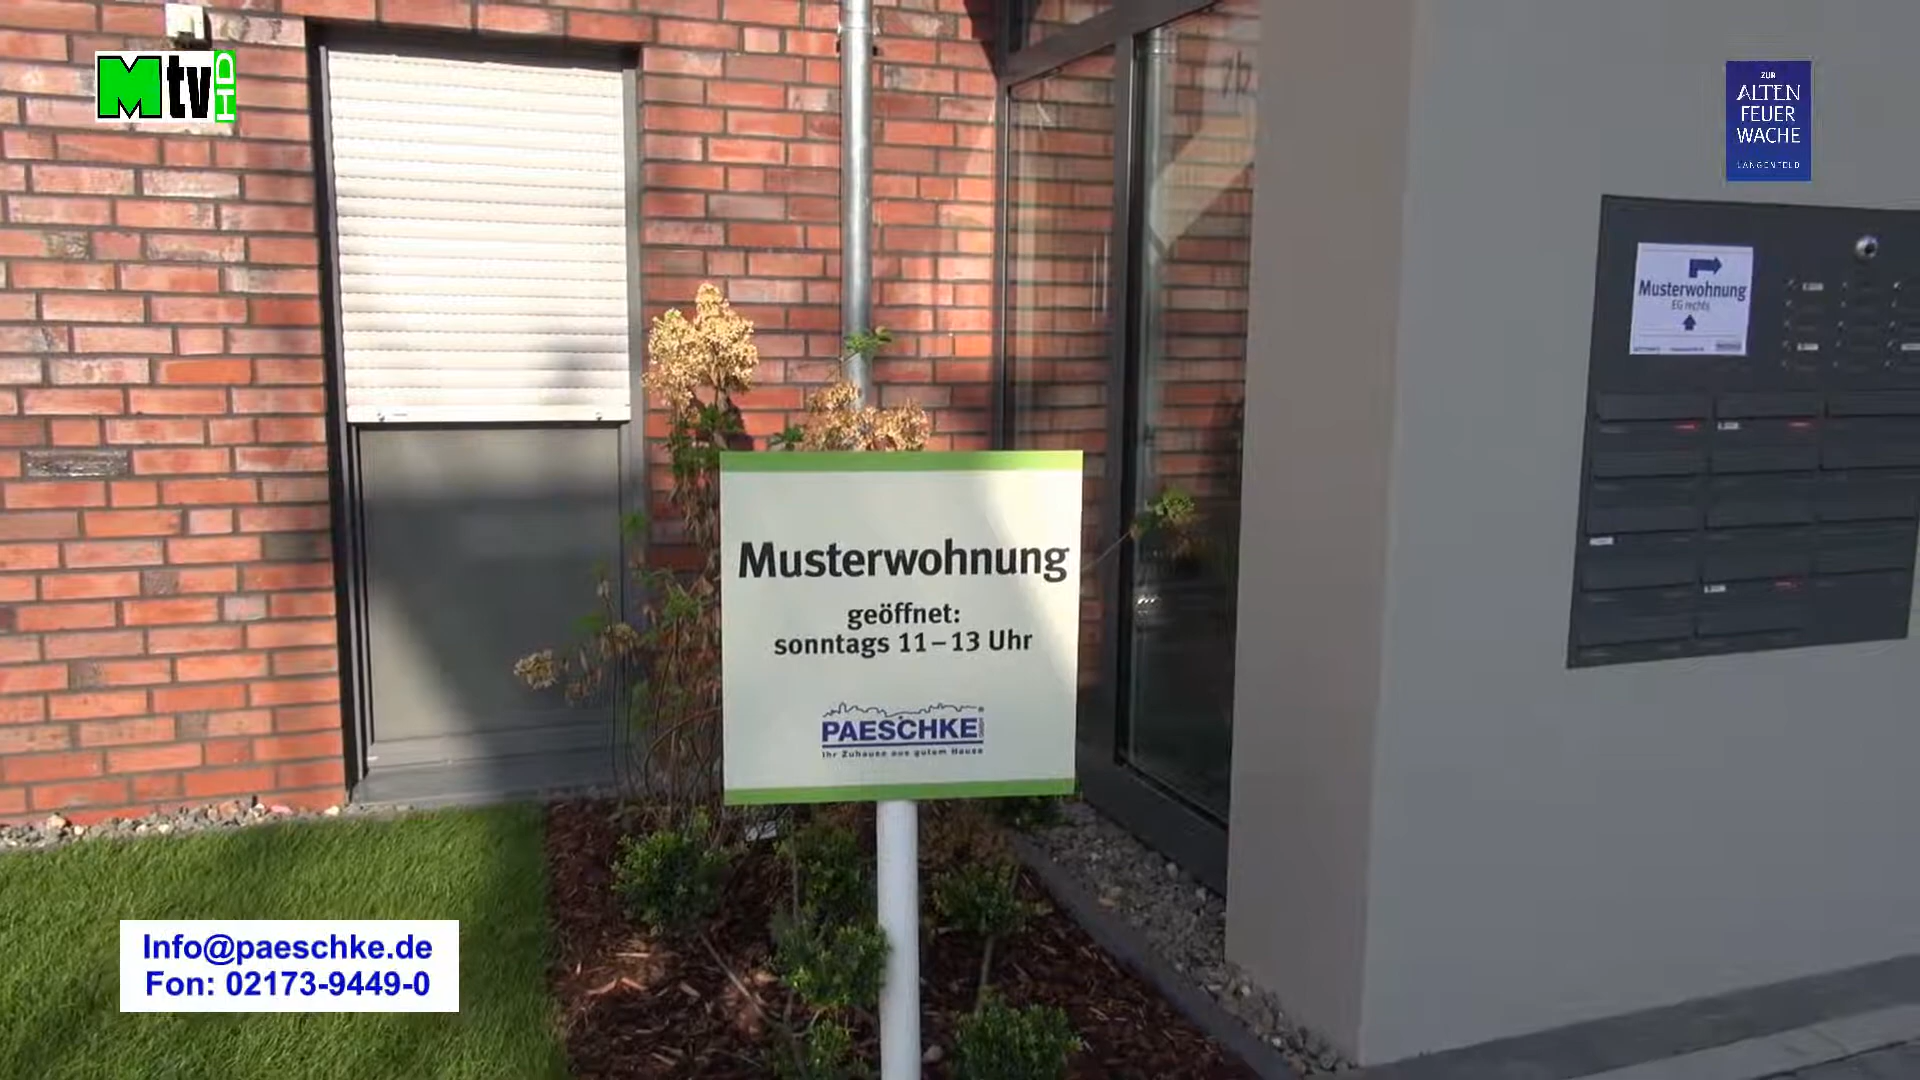 Mtv HD
ZUR
ALTEN
FEUER
WACHE
LANGENFELD
Musterwohnung
EG rechts
Musterwohnung
geöffnet:
sonntags 11–13 Uhr
PAESCHKE
Ihr Zuhause aus gutem Hause
Info@paeschke.de
Fon: 02173-9449-0